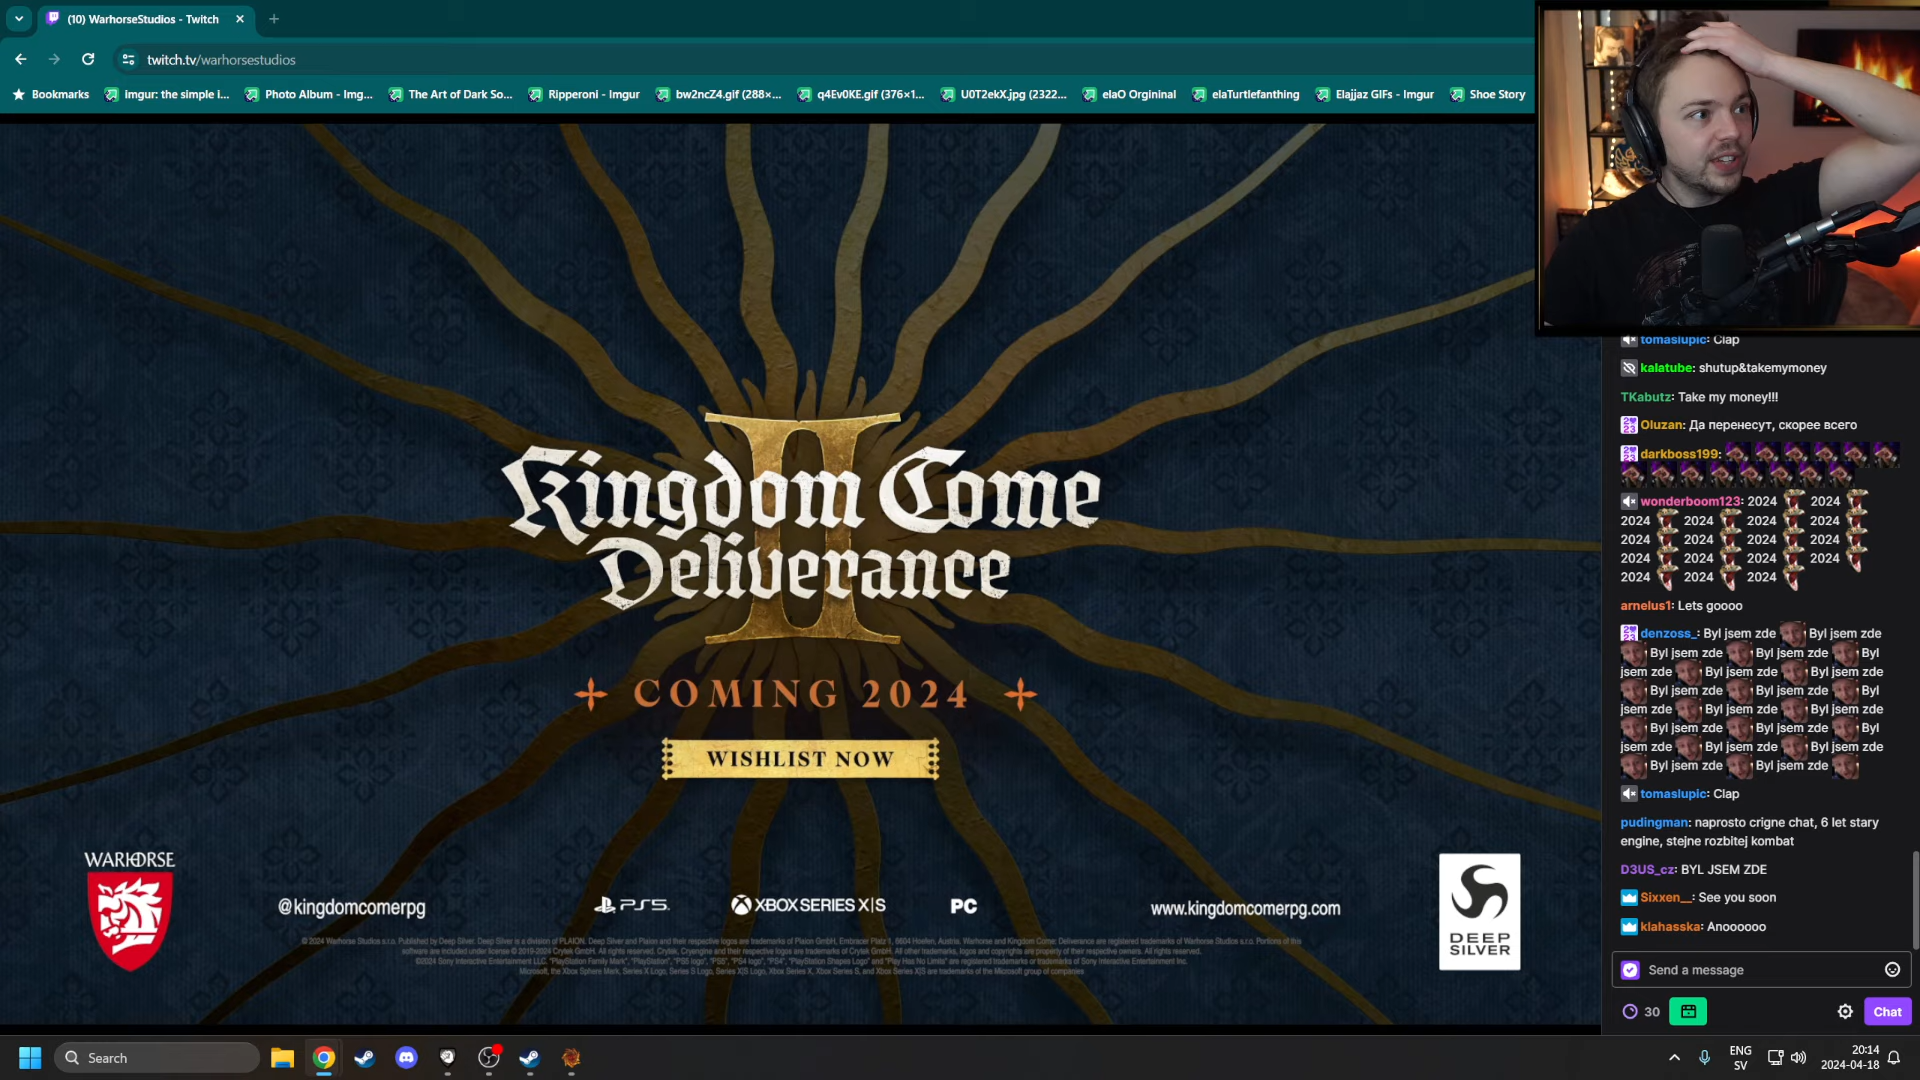 (10) WarhorseStudios - Twitch
twitch.tv/warhorsestudios
Bookmarks
Imgur: the simple i...
Photo Album - Img...
The Art of Dark So...
Ripperoni - Imgur
bw2ncZ4.gif (288×...
q4Ev0KE.gif (376×1...
U0T2ekX.jpg (2322...
elaO Orgininal
elaTurtlefanthing
Elajjaz GIFs - Imgur
Shoe Story
II
Kingdom Come
Deliverance
COMING 2024
WISHLIST NOW
WARHORSE
@kingdomcomerpg
PS5
XBOX SERIES X|S
PC
www.kingdomcomerpg.com
DEEP
SILVER
tomaslupic: Clap
kalatube: shutup&takemymoney
TKabutz: Take my money!!!
Oluzan: Да перенесут, скорее всего
darkboss199:
wonderboom123: 2024 2024
2024 2024 2024 2024
2024 2024 2024 2024
2024 2024 2024 2024
2024 2024 2024
arnelus1: Lets goooo
denzoss_: Byl jsem zde Byl jsem zde
Byl jsem zde Byl jsem zde Byl
jsem zde Byl jsem zde Byl jsem zde
Byl jsem zde Byl jsem zde Byl
jsem zde Byl jsem zde Byl jsem zde
Byl jsem zde Byl jsem zde Byl
jsem zde Byl jsem zde Byl jsem zde
Byl jsem zde Byl jsem zde
tomaslupic: Clap
pudingman: naprosto crigne chat, 6 let stary
engine, stejne rozbitej kombat
D3US_cz: BYL JSEM ZDE
Sixxen__: See you soon
klahasska: Anoooooo
Send a message
30
Chat
Search
ENG
SV
20:14
2024-04-18